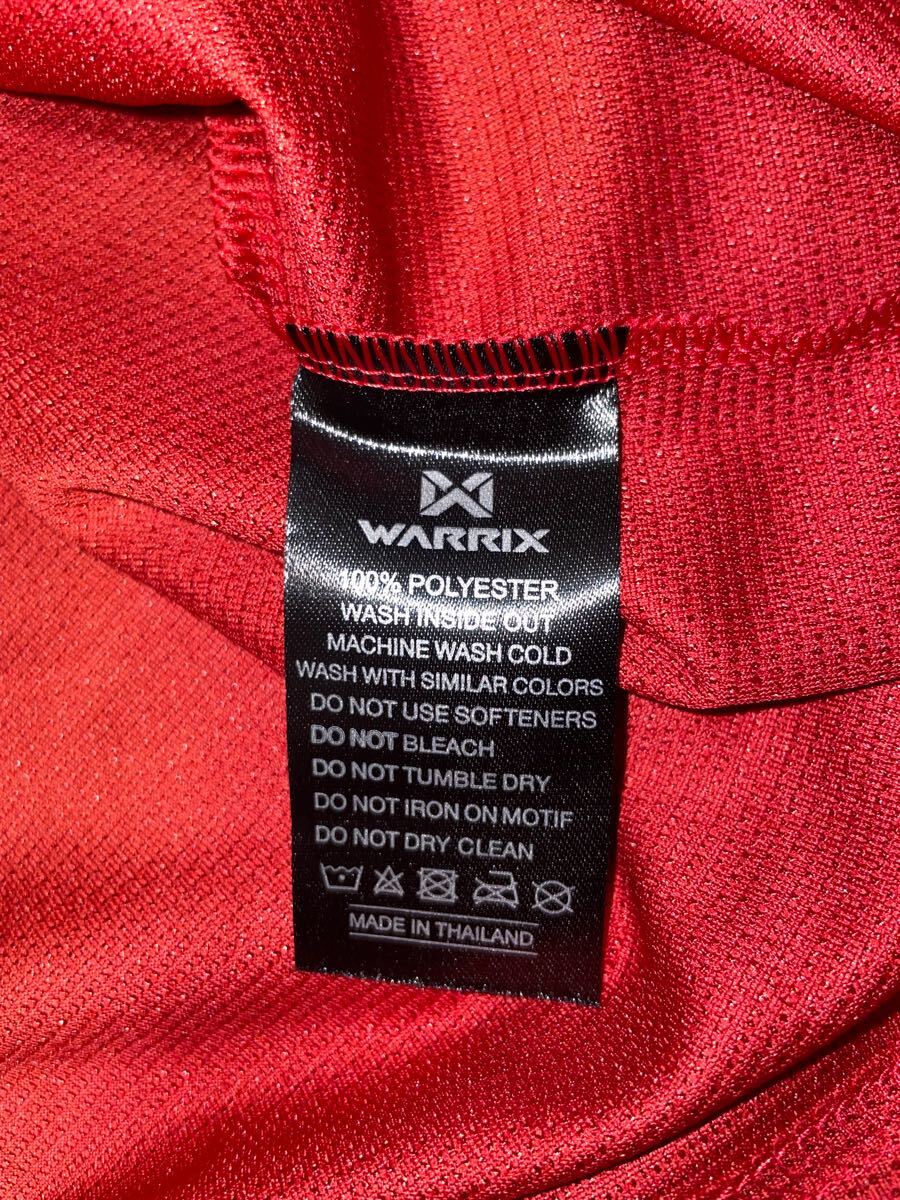 WARRIX
100% POLYESTER
WASH INSIDE OUT
MACHINE WASH COLD
WASH WITH SIMILAR COLORS
DO NOT USE SOFTENERS
DO NOT BLEACH
DO NOT TUMBLE DRY
DO NOT IRON ON MOTIF
DO NOT DRY CLEAN
MADE IN THAILAND